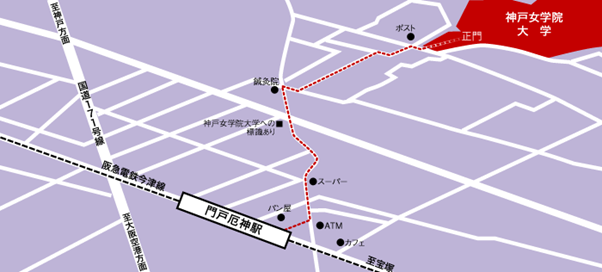 至神戸方面
国道171号線
至大阪空港方面
阪急電鉄今津線
門戸厄神駅
至宝塚
神戸女学院
大学
正門
ポスト
鍼灸院
神戸女学院大学への
標識あり
スーパー
パン屋
ATM
カフェ